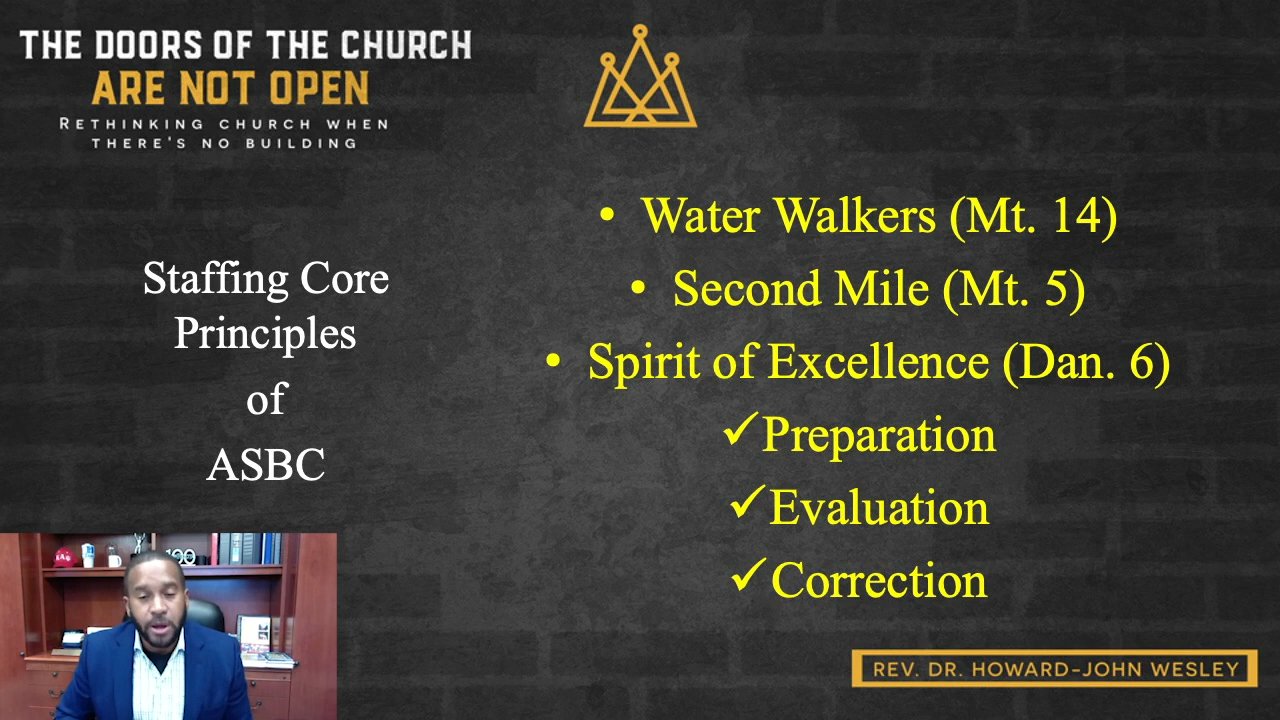 THE DOORS OF THE CHURCH
ARE NOT OPEN
RETHINKING CHURCH WHEN
THERE'S NO BUILDING
Staffing Core
Principles
of
ASBC
• Water Walkers (Mt. 14)
• Second Mile (Mt. 5)
• Spirit of Excellence (Dan. 6)
✓Preparation
✓Evaluation
✓Correction
100
REV. DR. HOWARD-JOHN WESLEY